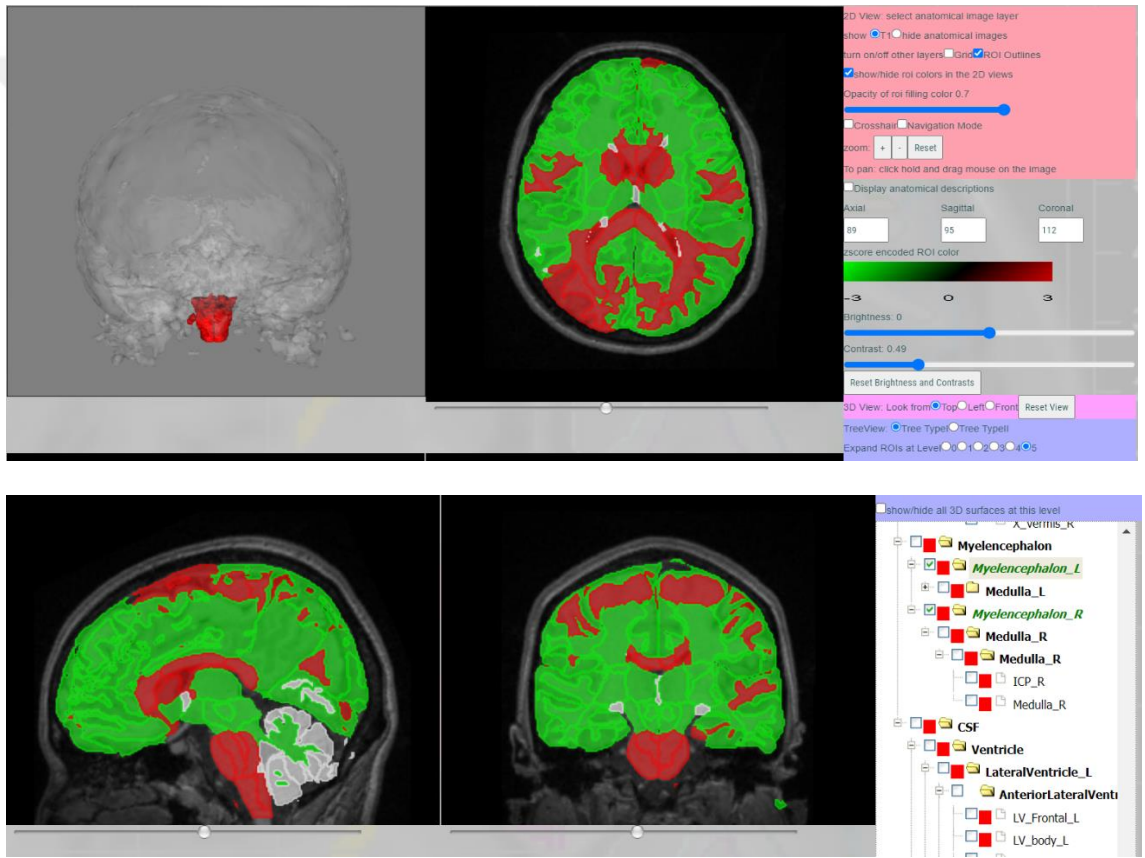 2D View: select anatomical image layer
show T1 hide anatomical images
turn on/off other layers Grid ROI Outlines
show/hide roi colors in the 2D views
Opacity of roi filling color 0.7
Crosshair Navigation Mode
zoom: + - Reset
To pan: click hold and drag mouse on the image
Display anatomical descriptions
Axial Sagittal Coronal
89 95 112
zscore encoded ROI color
-3 0 3
Brightness: 0
Contrast: 0.49
Reset Brightness and Contrasts
3D View: Look from Top Left Front Reset View
TreeView: Tree TypeI Tree TypeII
Expand ROIs at Level 0 1 2 3 4 5
show/hide all 3D surfaces at this level
X_Vermis_R
Myelencephalon
Myelencephalon_L
Medulla_L
Myelencephalon_R
Medulla_R
Medulla_R
ICP_R
Medulla_R
CSF
Ventricle
LateralVentricle_L
AnteriorLateralVentr
LV_Frontal_L
LV_body_L